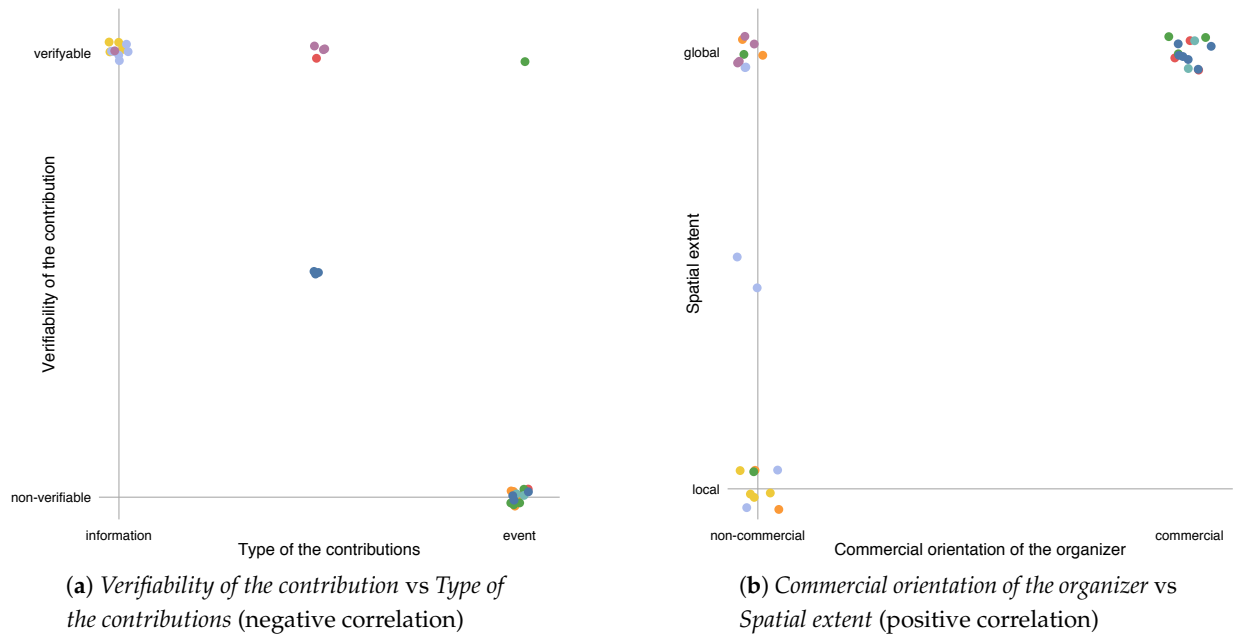 verifyable
Verifiability of the contribution
non-verifiable
information
event
Type of the contributions
(a) Verifiability of the contribution vs Type of
the contributions (negative correlation)
global
Spatial extent
local
non-commercial
commercial
Commercial orientation of the organizer
(b) Commercial orientation of the organizer vs
Spatial extent (positive correlation)